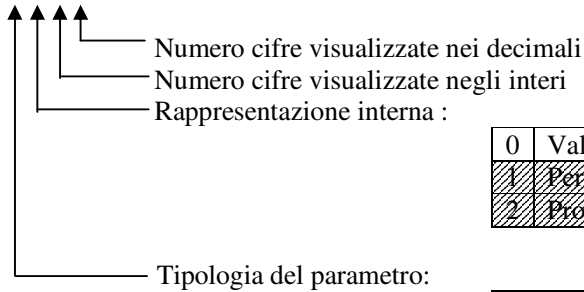 Numero cifre visualizzate nei decimali
Numero cifre visualizzate negli interi
Rappresentazione interna :
0
1
2
Tipologia del parametro: